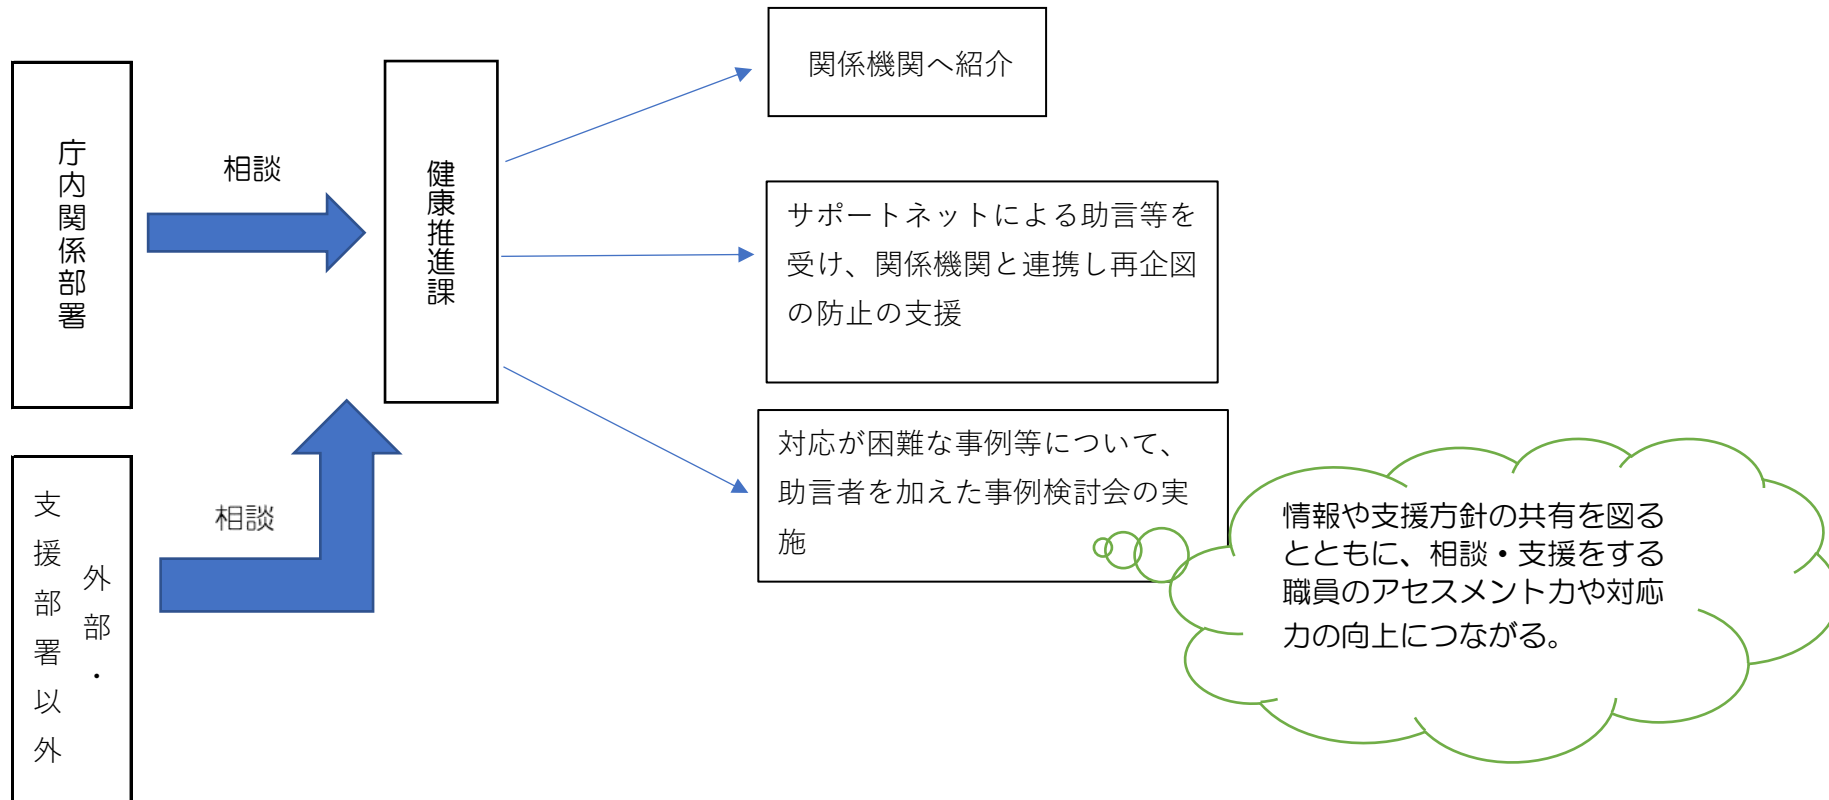 庁内関係部署
相談
健康推進課
関係機関へ紹介
サポートネットによる助言等を
受け、関係機関と連携し再企図
の防止の支援
対応が困難な事例等について、
助言者を加えた事例検討会の実
施
外部・
支援部署以外
相談
情報や支援方針の共有を図る
とともに、相談・支援をする
職員のアセスメント力や対応
力の向上につながる。